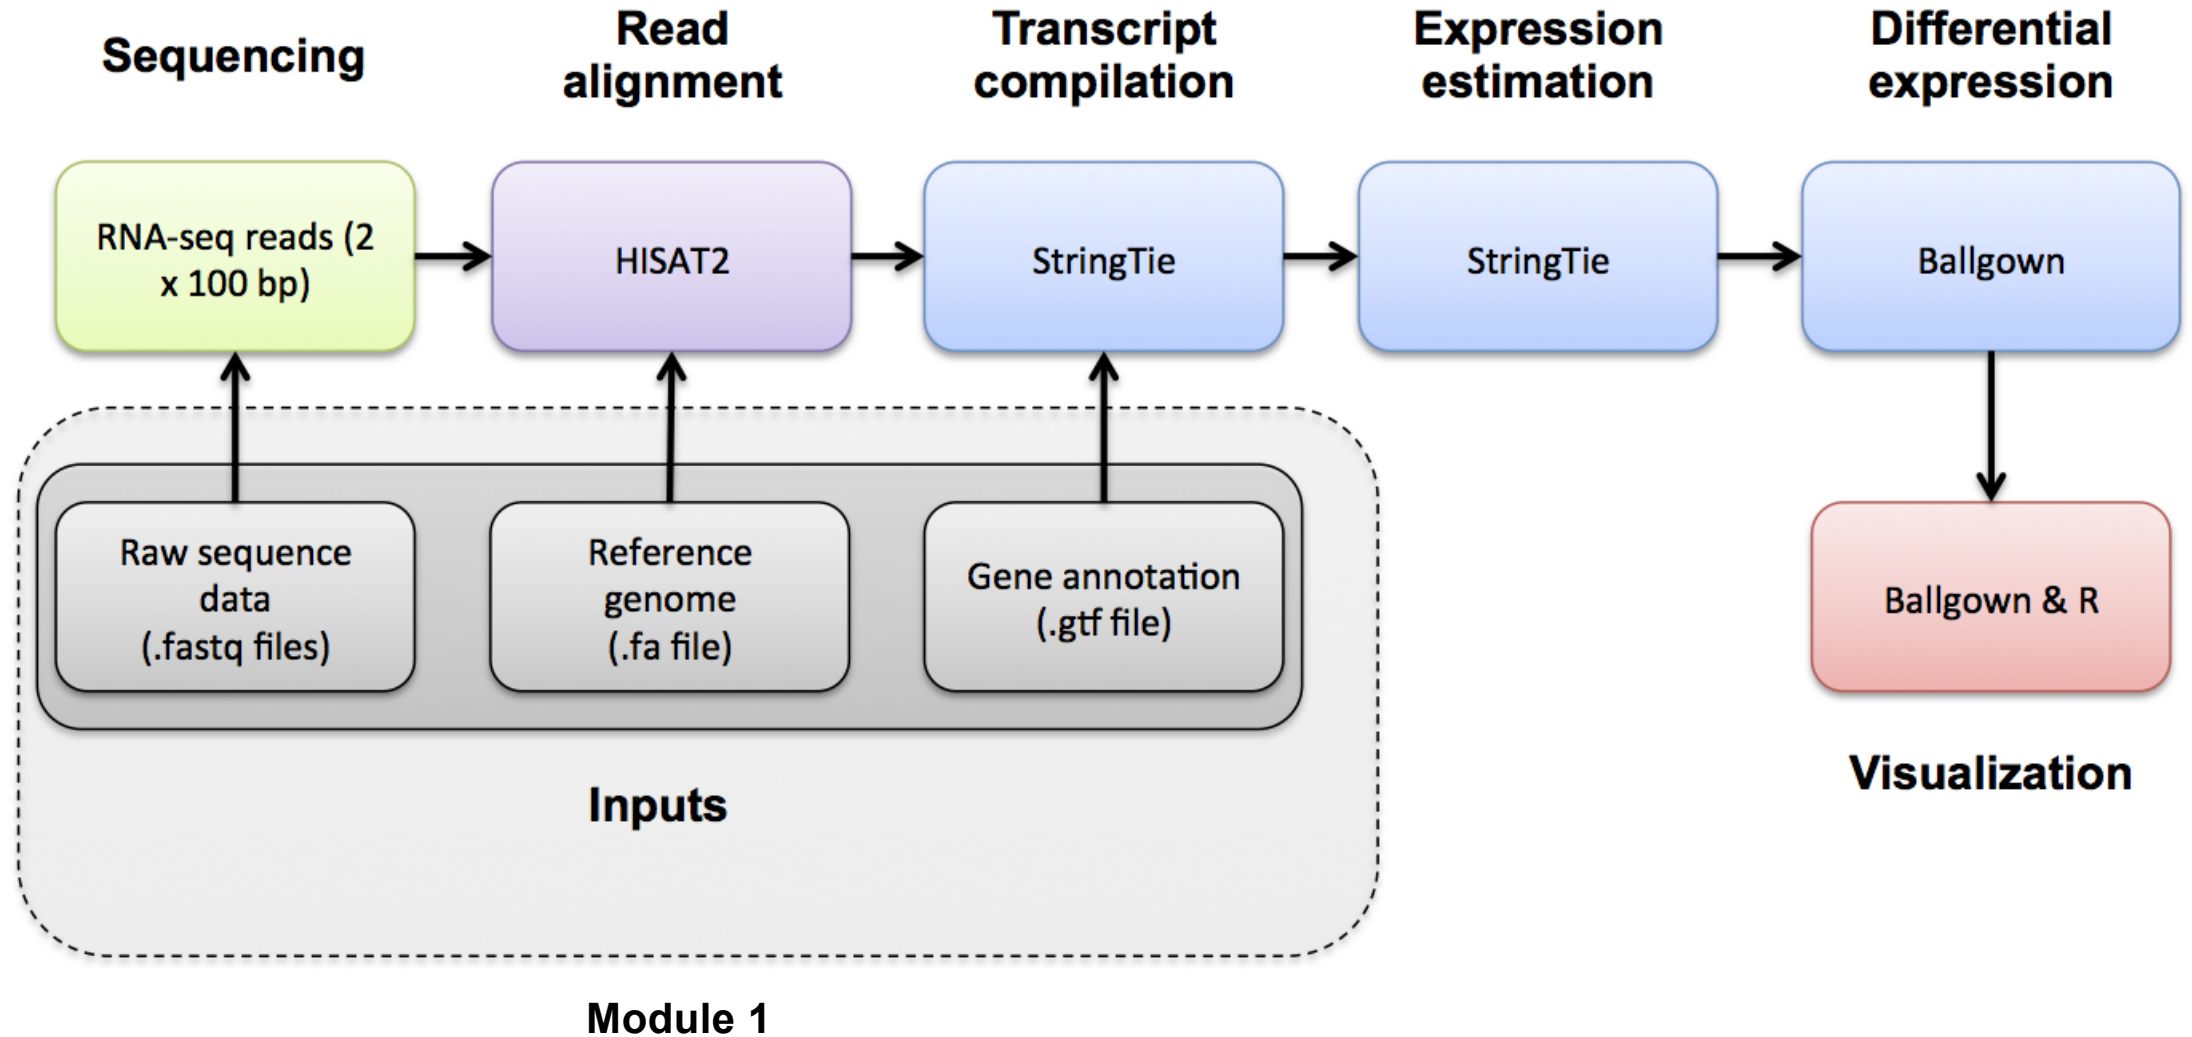 Sequencing
Read
alignment
Transcript
compilation
Expression
estimation
Differential
expression
RNA-seq reads (2
x 100 bp)
HISAT2
StringTie
StringTie
Ballgown
Raw sequence
data
(.fastq files)
Reference
genome
(.fa file)
Gene annotation
(.gtf file)
Ballgown & R
Inputs
Visualization
Module 1